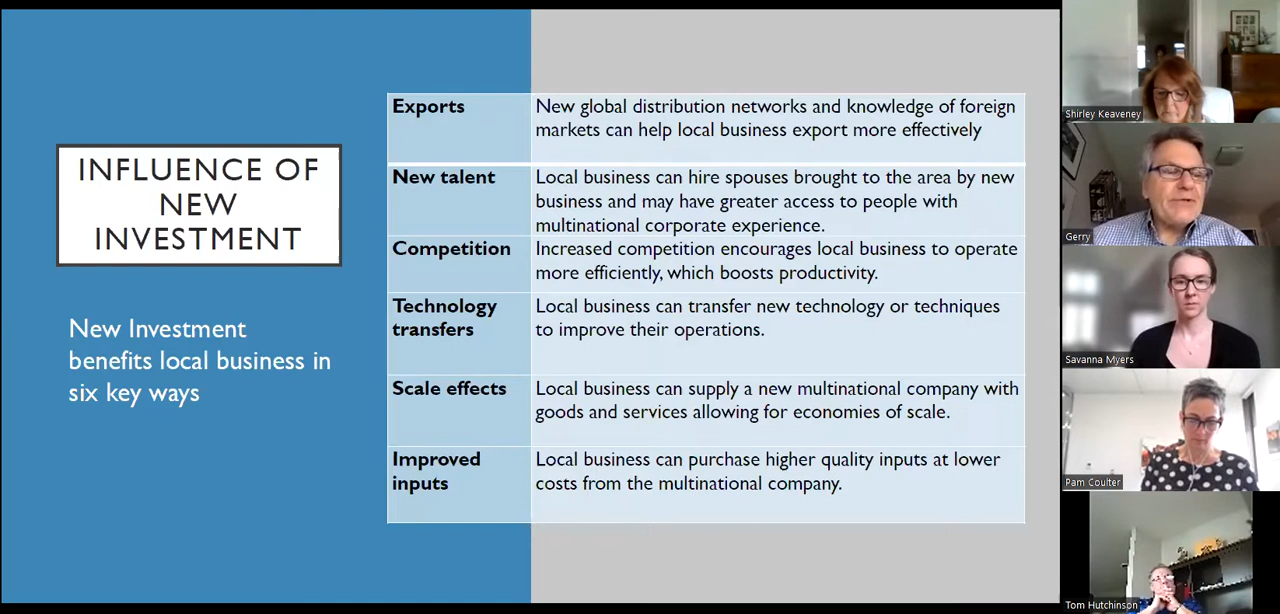 INFLUENCE OF
NEW
INVESTMENT
New Investment
benefits local business in
six key ways
Exports
New global distribution networks and knowledge of foreign
markets can help local business export more effectively
New talent
Local business can hire spouses brought to the area by new
business and may have greater access to people with
multinational corporate experience.
Competition
Increased competition encourages local business to operate
more efficiently, which boosts productivity.
Technology
transfers
Local business can transfer new technology or techniques
to improve their operations.
Scale effects
Local business can supply a new multinational company with
goods and services allowing for economies of scale.
Improved
inputs
Local business can purchase higher quality inputs at lower
costs from the multinational company.
Shirley Keaveney
Gerry
Savanna Myers
Pam Coulter
Tom Hutchinson